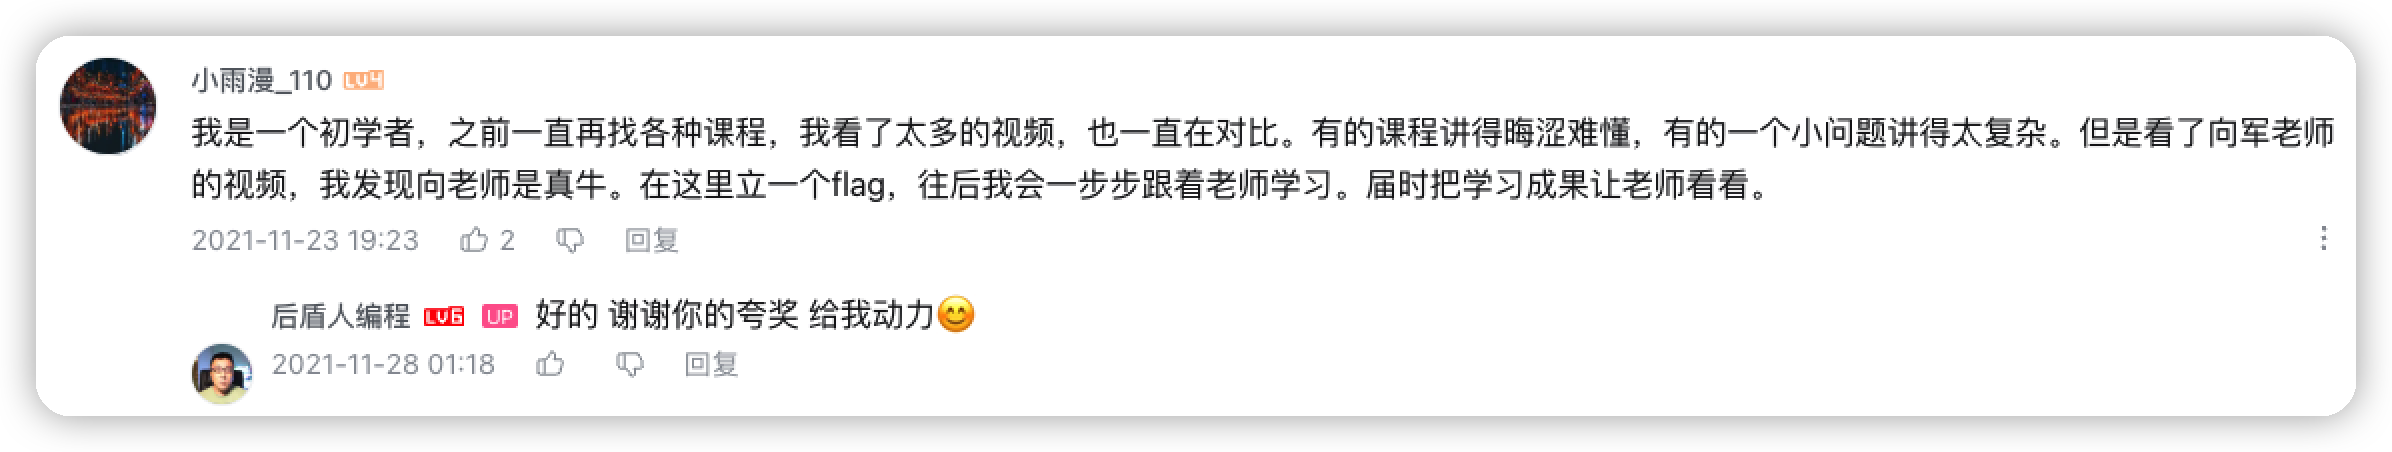 小雨漫_110 LV4
我是一个初学者，之前一直再找各种课程，我看了太多的视频，也一直在对比。有的课程讲得晦涩难懂，有的一个小问题讲得太复杂。但是看了向军老师
的视频，我发现向老师是真牛。在这里立一个flag，往后我会一步步跟着老师学习。届时把学习成果让老师看看。
2021-11-23 19:23 2 回复
后盾人编程 LV6 UP 好的 谢谢你的夸奖 给我动力😊
2021-11-28 01:18 回复